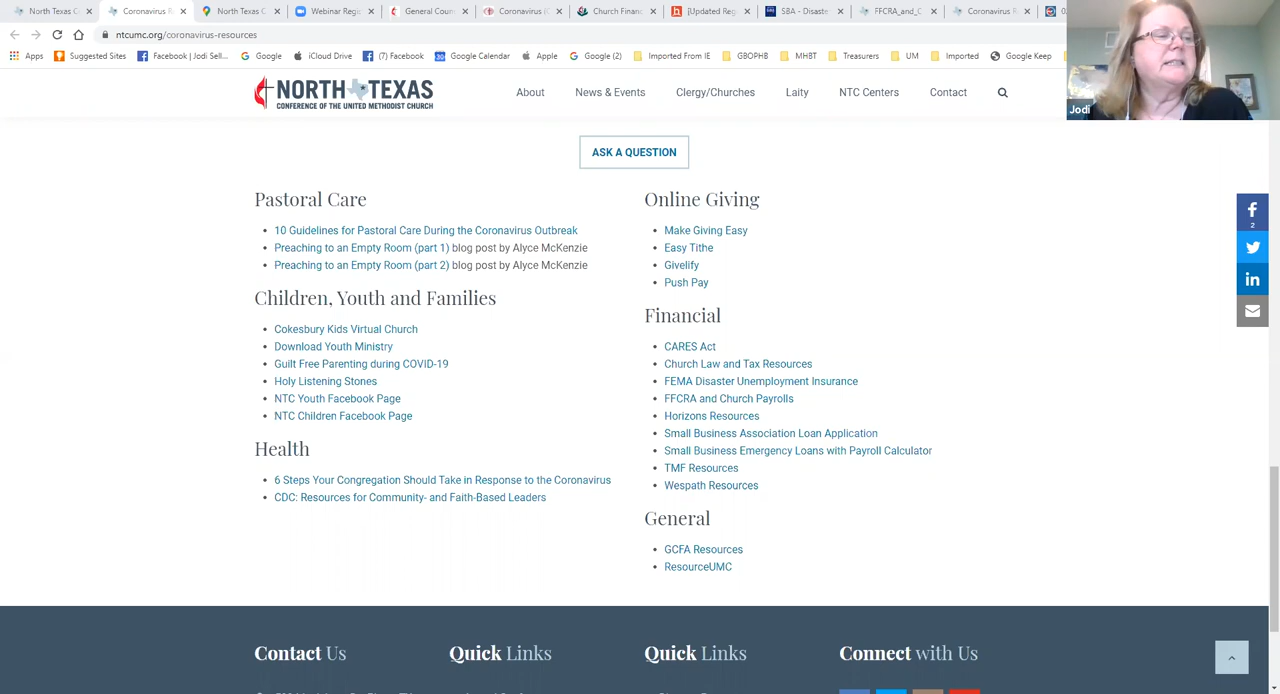 North Texas C
Coronavirus R
North Texas C
Webinar Regi
General Coun
Coronavirus (C
Church Financ
[Updated Reg
SBA - Disaste
FFCRA_and_C
Coronavirus R
ntcumc.org/coronavirus-resources
Apps
Suggested Sites
Facebook | Jodi Sell...
Google
iCloud Drive
(7) Facebook
Google Calendar
Apple
Google (2)
Imported From IE
GBOPHB
MHBT
Treasurers
UM
Imported
Google Keep
NORTH TEXAS
CONFERENCE OF THE UNITED METHODIST CHURCH
About
News & Events
Clergy/Churches
Laity
NTC Centers
Contact
Jodi
ASK A QUESTION
Pastoral Care
10 Guidelines for Pastoral Care During the Coronavirus Outbreak
Preaching to an Empty Room (part 1) blog post by Alyce McKenzie
Preaching to an Empty Room (part 2) blog post by Alyce McKenzie
Children, Youth and Families
Cokesbury Kids Virtual Church
Download Youth Ministry
Guilt Free Parenting during COVID-19
Holy Listening Stones
NTC Youth Facebook Page
NTC Children Facebook Page
Health
6 Steps Your Congregation Should Take in Response to the Coronavirus
CDC: Resources for Community- and Faith-Based Leaders
Online Giving
Make Giving Easy
Easy Tithe
Givelify
Push Pay
Financial
CARES Act
Church Law and Tax Resources
FEMA Disaster Unemployment Insurance
FFCRA and Church Payrolls
Horizons Resources
Small Business Association Loan Application
Small Business Emergency Loans with Payroll Calculator
TMF Resources
Wespath Resources
General
GCFA Resources
ResourceUMC
2
Contact Us
Quick Links
Quick Links
Connect with Us